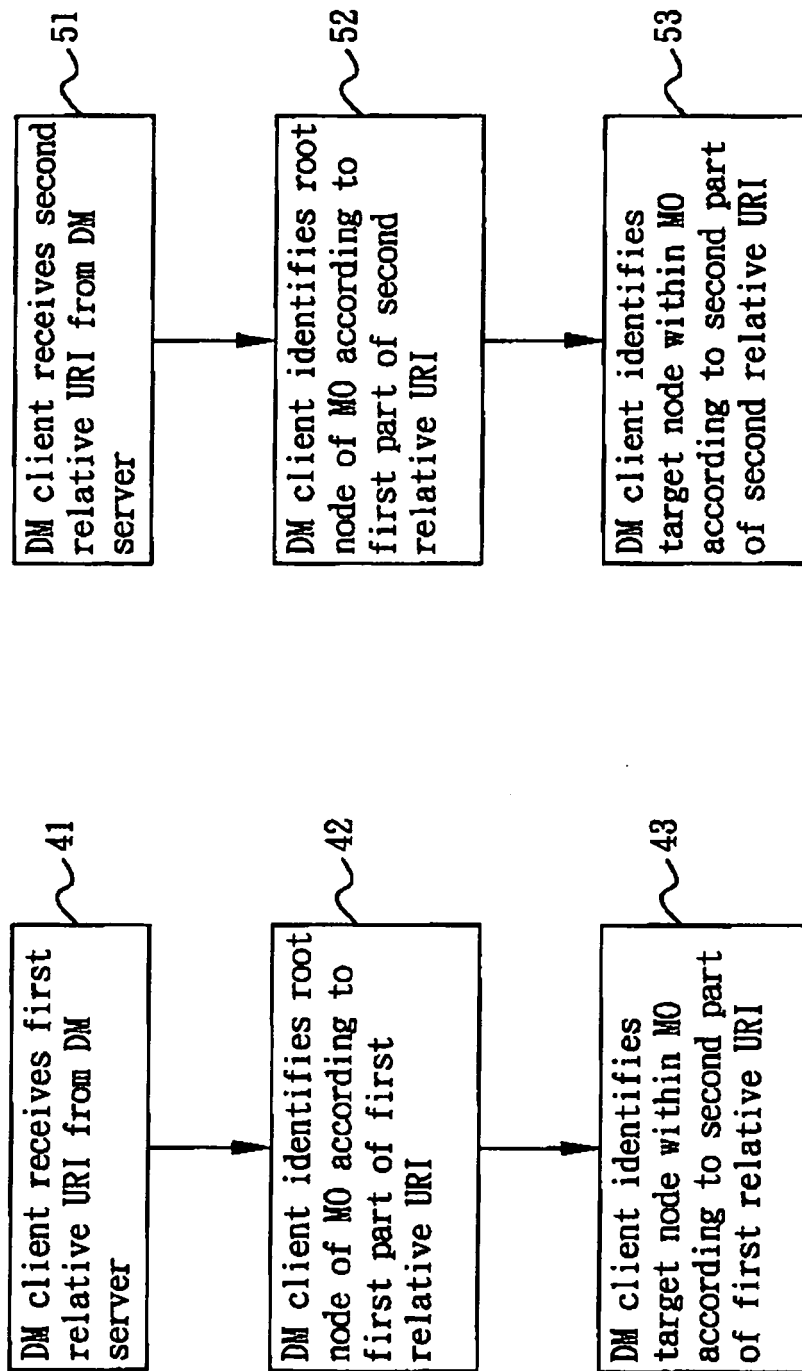 DM client receives first
relative URI from DM
server
41
DM client identifies root
node of MO according to
first part of first
relative URI
42
DM client identifies
target node within MO
according to second part
of first relative URI
43
DM client receives second
relative URI from DM
server
51
DM client identifies root
node of MO according to
first part of second
relative URI
52
DM client identifies
target node within MO
according to second part
of second relative URI
53